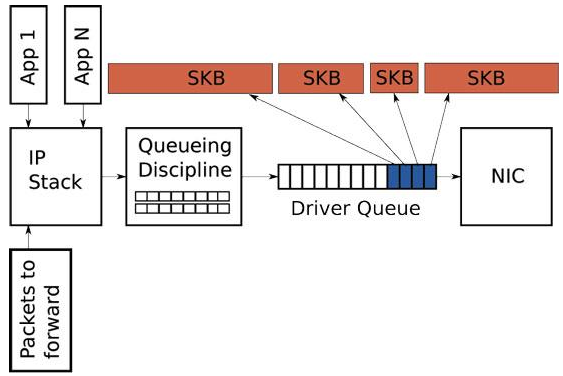 App 1
App N
SKB
SKB
SKB
SKB
IP
Stack
Queueing
Discipline
Driver Queue
NIC
Packets to
forward